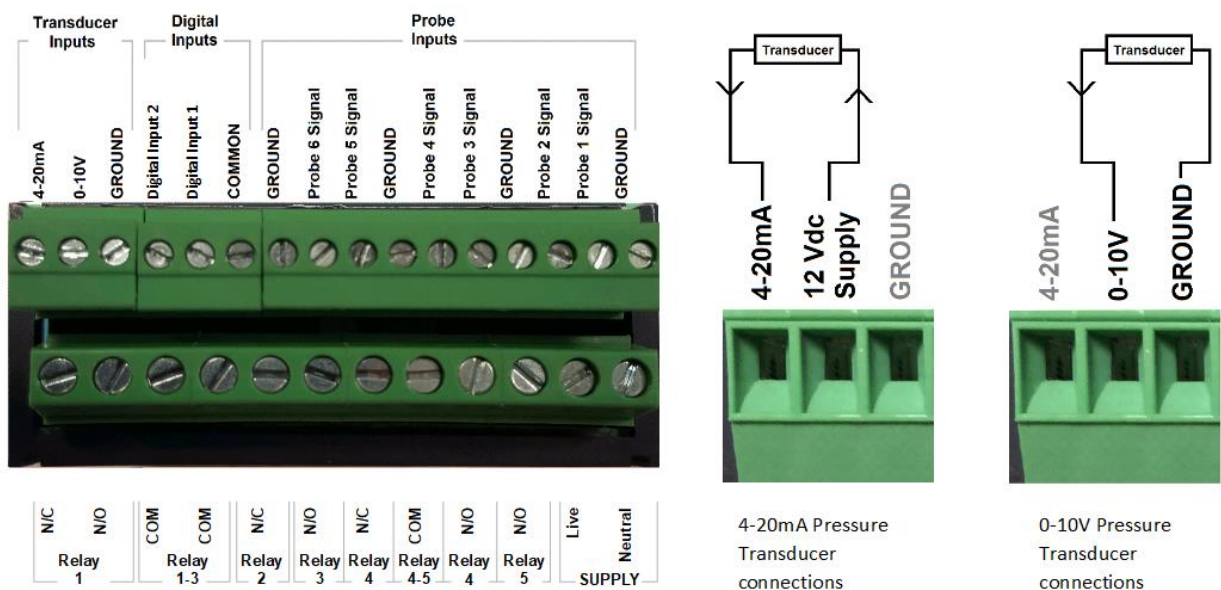 Transducer
Inputs
Digital
Inputs
Probe
Inputs
4-20mA
0-10V
GROUND
Digital Input 2
Digital Input 1
COMMON
GROUND
Probe 6 Signal
Probe 5 Signal
GROUND
Probe 4 Signal
Probe 3 Signal
GROUND
Probe 2 Signal
Probe 1 Signal
GROUND
N/C
N/O
Relay
1
COM
COM
Relay
1-3
N/C
Relay
2
N/O
Relay
3
N/C
Relay
4
COM
Relay
4-5
N/O
Relay
4
N/O
Relay
5
Live
Neutral
SUPPLY
Transducer
4-20mA
12 Vdc
Supply
GROUND
4-20mA Pressure
Transducer
connections
Transducer
4-20mA
0-10V
GROUND
0-10V Pressure
Transducer
connections